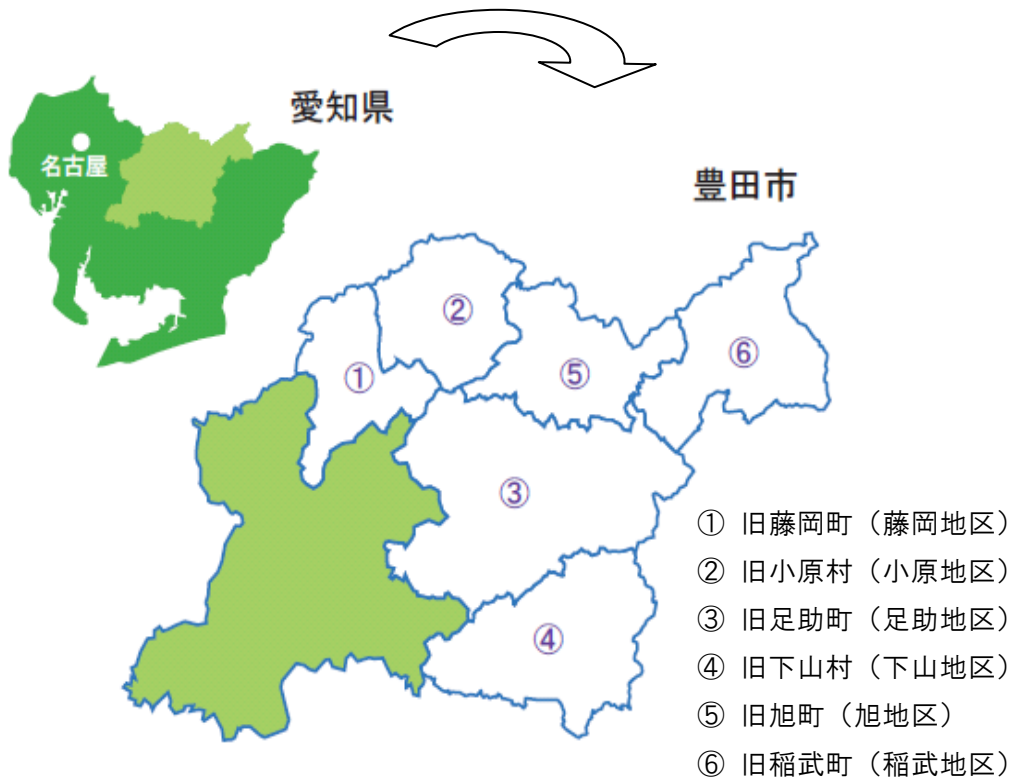 愛知県
名古屋
豊田市
②
⑥
①
⑤
③
④
① 旧藤岡町（藤岡地区）
② 旧小原村（小原地区）
③ 旧足助町（足助地区）
④ 旧下山村（下山地区）
⑤ 旧旭町（旭地区）
⑥ 旧稲武町（稲武地区）